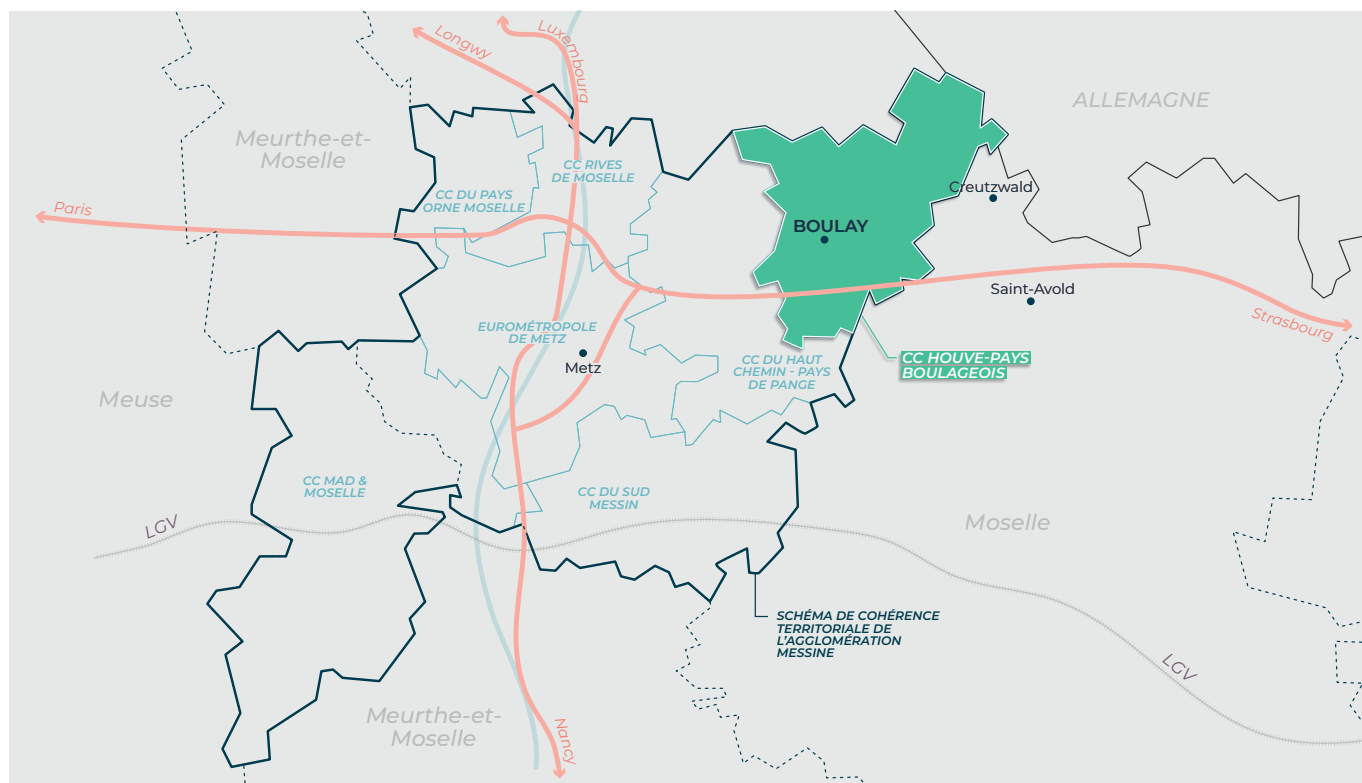 Longwy
Luxembourg
ALLEMAGNE
Meurthe-et-
Moselle
CC RIVES
DE MOSELLE
CC DU PAYS
ORNE MOSELLE
Creutzwald
Paris
BOULAY
Saint-Avold
Strasbourg
EUROMÉTROPOLE
DE METZ
Metz
CC DU HAUT
CHEMIN - PAYS
DE PANGE
CC HOUVE-PAYS
BOULAGEOIS
Meuse
CC MAD &
MOSELLE
CC DU SUD
MESSIN
LGV
Moselle
SCHÉMA DE COHÉRENCE
TERRITORIALE DE
L'AGGLOMÉRATION
MESSINE
LGV
Meurthe-et-
Moselle
Nancy